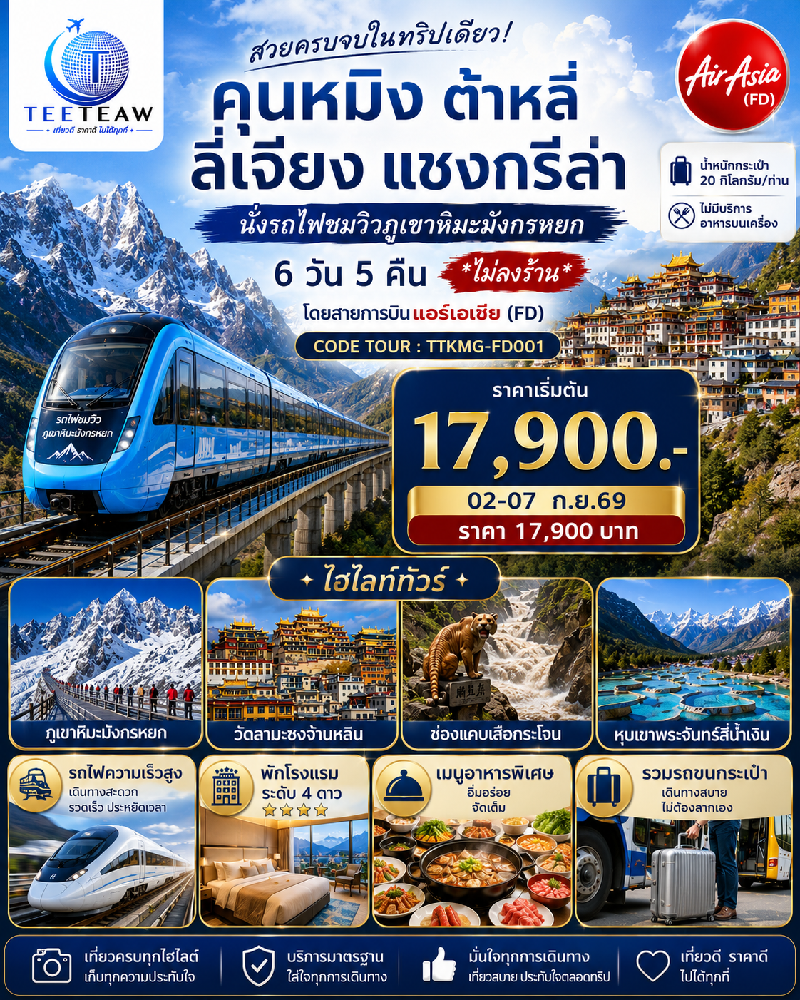 T
TEETEAW
เที่ยวดี ราคาดี ไปได้ทุกที่
สวยครบจบในทริปเดียว!
คุนหมิง ต้าหลี่
ลี่เจียง แชงกรีล่า
นั่งรถไฟชมวิวภูเขาหิมะมังกรหยก
6 วัน 5 คืน
*ไม่ลงร้าน*
โดยสายการบินแอร์เอเชีย (FD)
CODE TOUR : TTKMG-FD001
AirAsia
(FD)
น้ำหนักกระเป๋า
20 กิโลกรัม/ท่าน
ไม่มีบริการ
อาหารบนเครื่อง
รถไฟชมวิว
ภูเขาหิมะมังกรหยก
ราคาเริ่มต้น
17,900.-
02-07 ก.ย.69
ราคา 17,900 บาท
ไฮไลท์ทัวร์
ภูเขาหิมะมังกรหยก
วัดลามะซงจ้านหลิน
ช่องแคบเสือกระโจน
หุบเขาพระจันทร์สี่น้ำเงิน
รถไฟความเร็วสูง
เดินทางสะดวก
รวดเร็ว ประหยัดเวลา
พักโรงแรม
ระดับ 4 ดาว
เมนูอาหารพิเศษ
อิ่มอร่อย
จัดเต็ม
รวมรถขนกระเป๋า
เดินทางสบาย
ไม่ต้องลากเอง
เที่ยวครบทุกไฮไลต์
เก็บทุกความประทับใจ
บริการมาตรฐาน
ใส่ใจทุกการเดินทาง
มั่นใจทุกการเดินทาง
เที่ยวสบาย ประทับใจตลอดทริป
เที่ยวดี ราคาดี
ไปได้ทุกที่